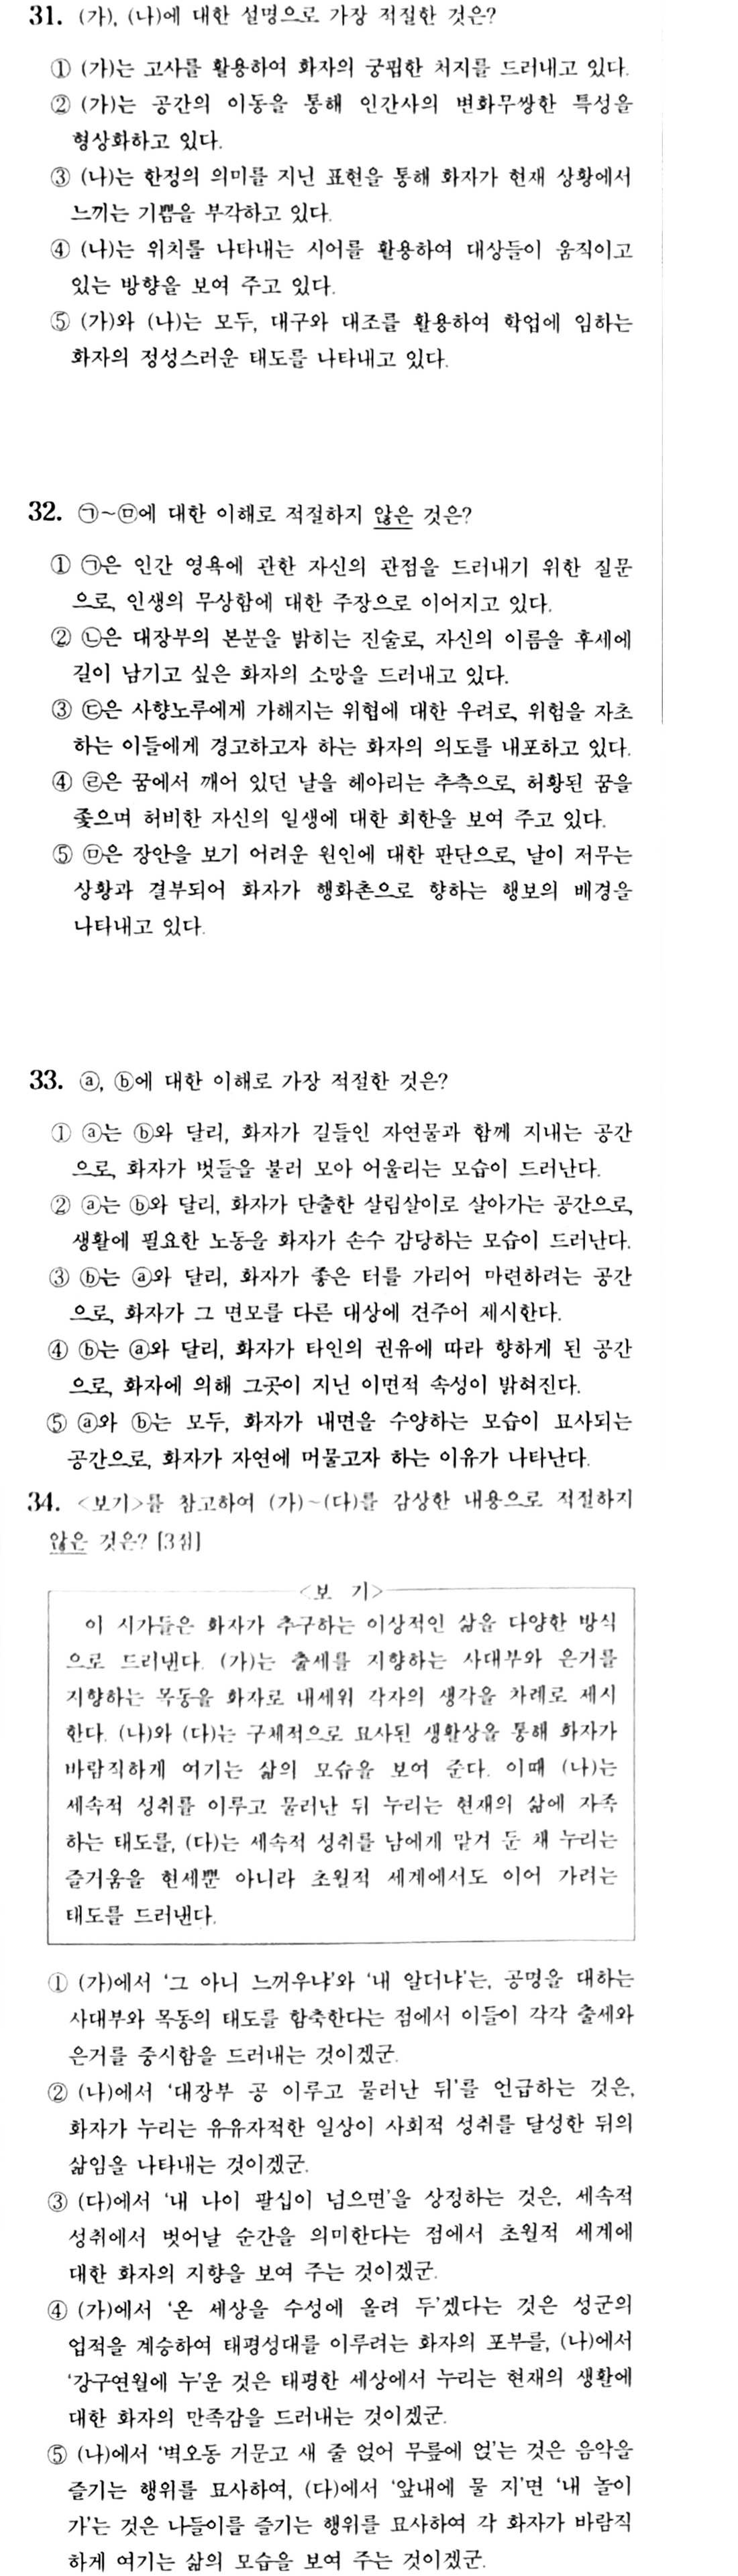 31. (가), (나)에 대한 설명으로 가장 적절한 것은?
① (가)는 고사를 활용하여 화자의 궁핍한 처지를 드러내고 있다.
② (가)는 공간의 이동을 통해 인간사의 변화무쌍한 특성을
형상화하고 있다.
③ (나)는 한정의 의미를 지닌 표현을 통해 화자가 현재 상황에서
느끼는 기쁨을 부각하고 있다.
④ (나)는 위치를 나타내는 시어를 활용하여 대상들이 움직이고
있는 방향을 보여 주고 있다.
⑤ (가)와 (나)는 모두, 대구와 대조를 활용하여 학업에 임하는
화자의 정성스러운 태도를 나타내고 있다.
32. ㉠~㉤에 대한 이해로 적절하지 않은 것은?
① ㉠은 인간 영욕에 관한 자신의 관점을 드러내기 위한 질문
으로, 인생의 무상함에 대한 주장으로 이어지고 있다.
② ㉡은 대장부의 본분을 밝히는 진술로, 자신의 이름을 후세에
길이 남기고 싶은 화자의 소망을 드러내고 있다.
③ ㉢은 사향노루에게 가해지는 위협에 대한 우려로, 위험을 자초
하는 이들에게 경고하고자 하는 화자의 의도를 내포하고 있다.
④ ㉣은 꿈에서 깨어 있던 날을 헤아리는 추측으로, 허황된 꿈을
좇으며 허비한 자신의 일생에 대한 회한을 보여 주고 있다.
⑤ ㉤은 장안을 보기 어려운 원인에 대한 판단으로, 날이 저무는
상황과 결부되어 화자가 행화촌으로 향하는 행보의 배경을
나타내고 있다.
33. ⓐ, ⓑ에 대한 이해로 가장 적절한 것은?
① ⓐ는 ⓑ와 달리, 화자가 길들인 자연물과 함께 지내는 공간
으로, 화자가 벗들을 불러 모아 어울리는 모습이 드러난다.
② ⓐ는 ⓑ와 달리, 화자가 단출한 살림살이로 살아가는 공간으로,
생활에 필요한 노동을 화자가 손수 감당하는 모습이 드러난다.
③ ⓑ는 ⓐ와 달리, 화자가 좋은 터를 가리어 마련하려는 공간
으로, 화자가 그 면모를 다른 대상에 견주어 제시한다.
④ ⓑ는 ⓐ와 달리, 화자가 타인의 권유에 따라 향하게 된 공간
으로, 화자에 의해 그곳이 지닌 이면적 속성이 밝혀진다.
⑤ ⓐ와 ⓑ는 모두, 화자가 내면을 수양하는 모습이 묘사되는
공간으로, 화자가 자연에 머물고자 하는 이유가 나타난다.
34. <보기>를 참고하여 (가)~(다)를 감상한 내용으로 적절하지
않은 것은? [3점]
<보 기>
이 시가들은 화자가 추구하는 이상적인 삶을 다양한 방식
으로 드러낸다. (가)는 출세를 지향하는 사대부와 은거를
지향하는 목동을 화자로 내세워 각자의 생각을 차례로 제시
한다. (나)와 (다)는 구체적으로 묘사된 생활상을 통해 화자가
바람직하게 여기는 삶의 모습을 보여 준다. 이때 (나)는
세속적 성취를 이루고 물러난 뒤 누리는 현재의 삶에 자족
하는 태도를, (다)는 세속적 성취를 남에게 맡겨 둔 채 누리는
즐거움을 현세뿐 아니라 초월적 세계에서도 이어 가려는
태도를 드러낸다.
① (가)에서 ‘그 아니 느꺼우냐’와 ‘내 알더냐’는, 공명을 대하는
사대부와 목동의 태도를 함축한다는 점에서 이들이 각각 출세와
은거를 중시함을 드러내는 것이겠군.
② (나)에서 ‘대장부 공 이루고 물러난 뒤’를 언급하는 것은,
화자가 누리는 유유자적한 일상이 사회적 성취를 달성한 뒤의
삶임을 나타내는 것이겠군.
③ (다)에서 ‘내 나이 팔십이 넘으면’을 상정하는 것은, 세속적
성취에서 벗어날 순간을 의미한다는 점에서 초월적 세계에
대한 화자의 지향을 보여 주는 것이겠군.
④ (가)에서 ‘온 세상을 수성에 올려 두’겠다는 것은 성군의
업적을 계승하여 태평성대를 이루려는 화자의 포부를, (나)에서
‘강구연월에 누’운 것은 태평한 세상에서 누리는 현재의 생활에
대한 화자의 만족감을 드러내는 것이겠군.
⑤ (나)에서 ‘벽오동 거문고 새 줄 얹어 무릎에 얹’는 것은 음악을
즐기는 행위를 묘사하여, (다)에서 ‘앞내에 물 지’면 ‘내 놀이
가’는 것은 나들이를 즐기는 행위를 묘사하여 각 화자가 바람직
하게 여기는 삶의 모습을 보여 주는 것이겠군.